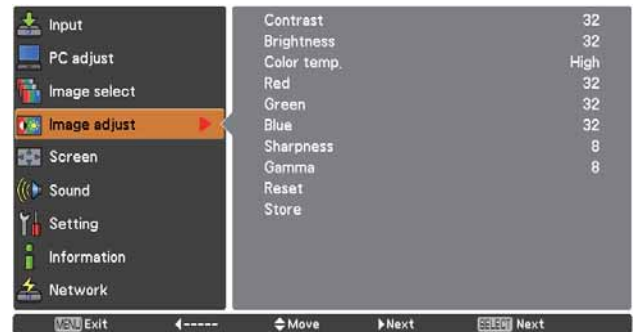 Input
PC adjust
Image select
Image adjust
Screen
Sound
Setting
Information
Network
Contrast 32
Brightness 32
Color temp. High
Red 32
Green 32
Blue 32
Sharpness 8
Gamma 8
Reset
Store
MENU Exit ◀----- ◆Move ▶Next SELECT Next